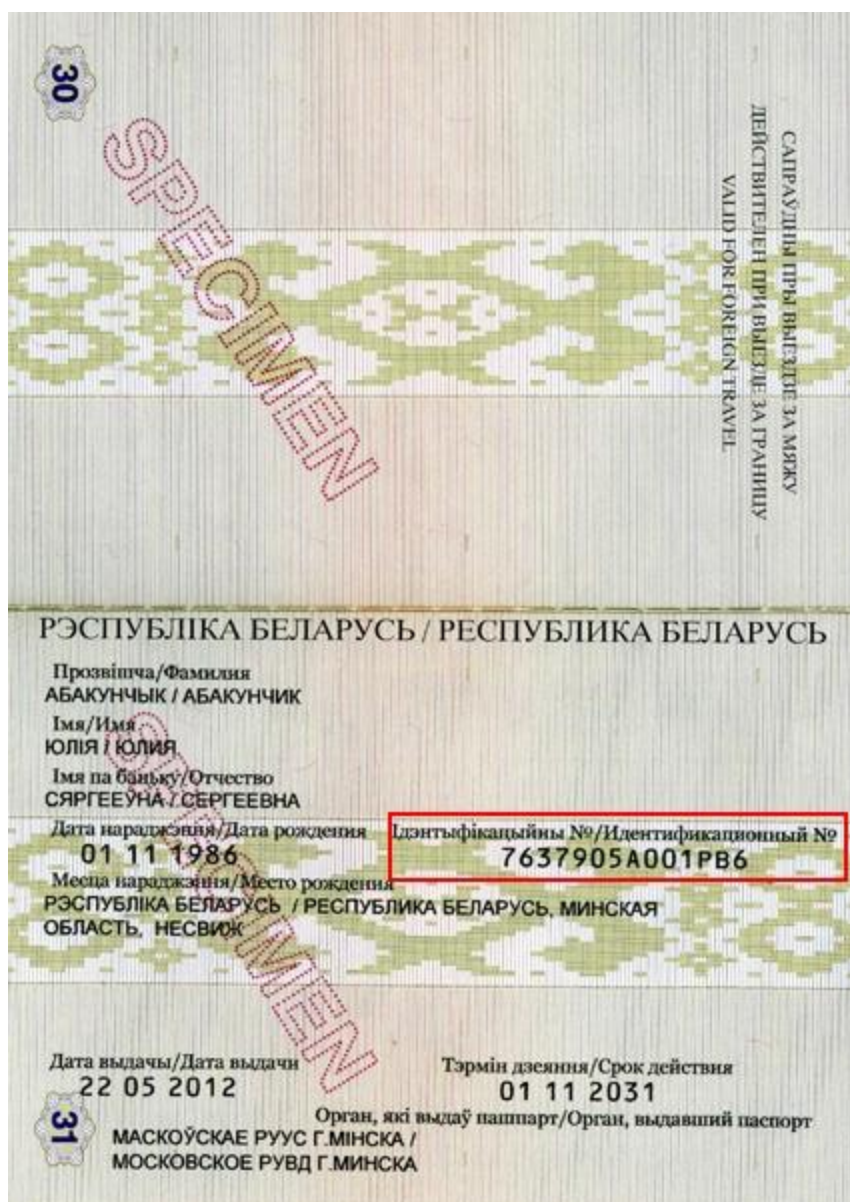 30
SPECIMEN
САПРАЎДНЫ ПРЫ ВЫЕЗДЗЕ ЗА МЯЖУ
ДЕЙСТВИТЕЛЕН ПРИ ВЫЕЗДЕ ЗА ГРАНИЦУ
VALID FOR FOREIGN TRAVEL
РЭСПУБЛІКА БЕЛАРУСЬ / РЕСПУБЛИКА БЕЛАРУСЬ
Прозвішча/Фамилия
АБАКУНЧЫК / АБАКУНЧИК
Імя/Имя
ЮЛІЯ / ЮЛИЯ
Імя па бацьку/Отчество
СЯРГЕЕЎНА / СЕРГЕЕВНА
Дата нараджэння/Дата рождения Ідэнтыфікацыйны №/Идентификационный №
01 11 1986 7637905А001РВ6
Месца нараджэння/Место рождения
РЭСПУБЛІКА БЕЛАРУСЬ / РЕСПУБЛИКА БЕЛАРУСЬ, МИНСКАЯ
ОБЛАСТЬ, НЕСВИЖ
SPECIMEN
Дата выдачы/Дата выдачи Тэрмін дзеяння/Срок действия
22 05 2012 01 11 2031
Орган, які выдаў пашпарт/Орган, выдавший паспорт
31
МАСКОЎСКАЕ РУУС Г.МІНСКА /
МОСКОВСКОЕ РУВД Г.МИНСКА